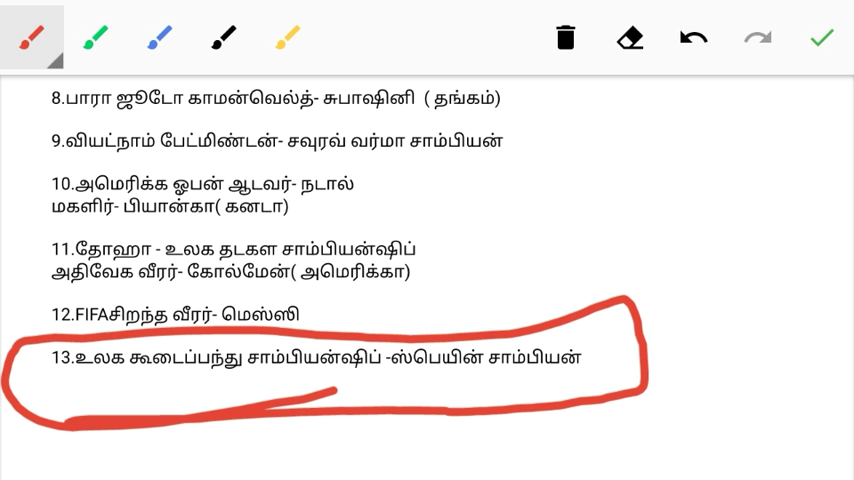 8.பாரா ஜூடோ காமன்வெல்த்- சுபாஷினி ( தங்கம்)
9.வியட்நாம் பேட்மிண்டன்- சவுரவ் வர்மா சாம்பியன்
10.அமெரிக்க ஓபன் ஆடவர்- நடால்
மகளிர்- பியான்கா( கனடா)
11.தோஹா - உலக தடகள சாம்பியன்ஷிப்
அதிவேக வீரர்- கோல்மேன்( அமெரிக்கா)
12.FIFAசிறந்த வீரர்- மெஸ்ஸி
13.உலக கூடைப்பந்து சாம்பியன்ஷிப் -ஸ்பெயின் சாம்பியன்